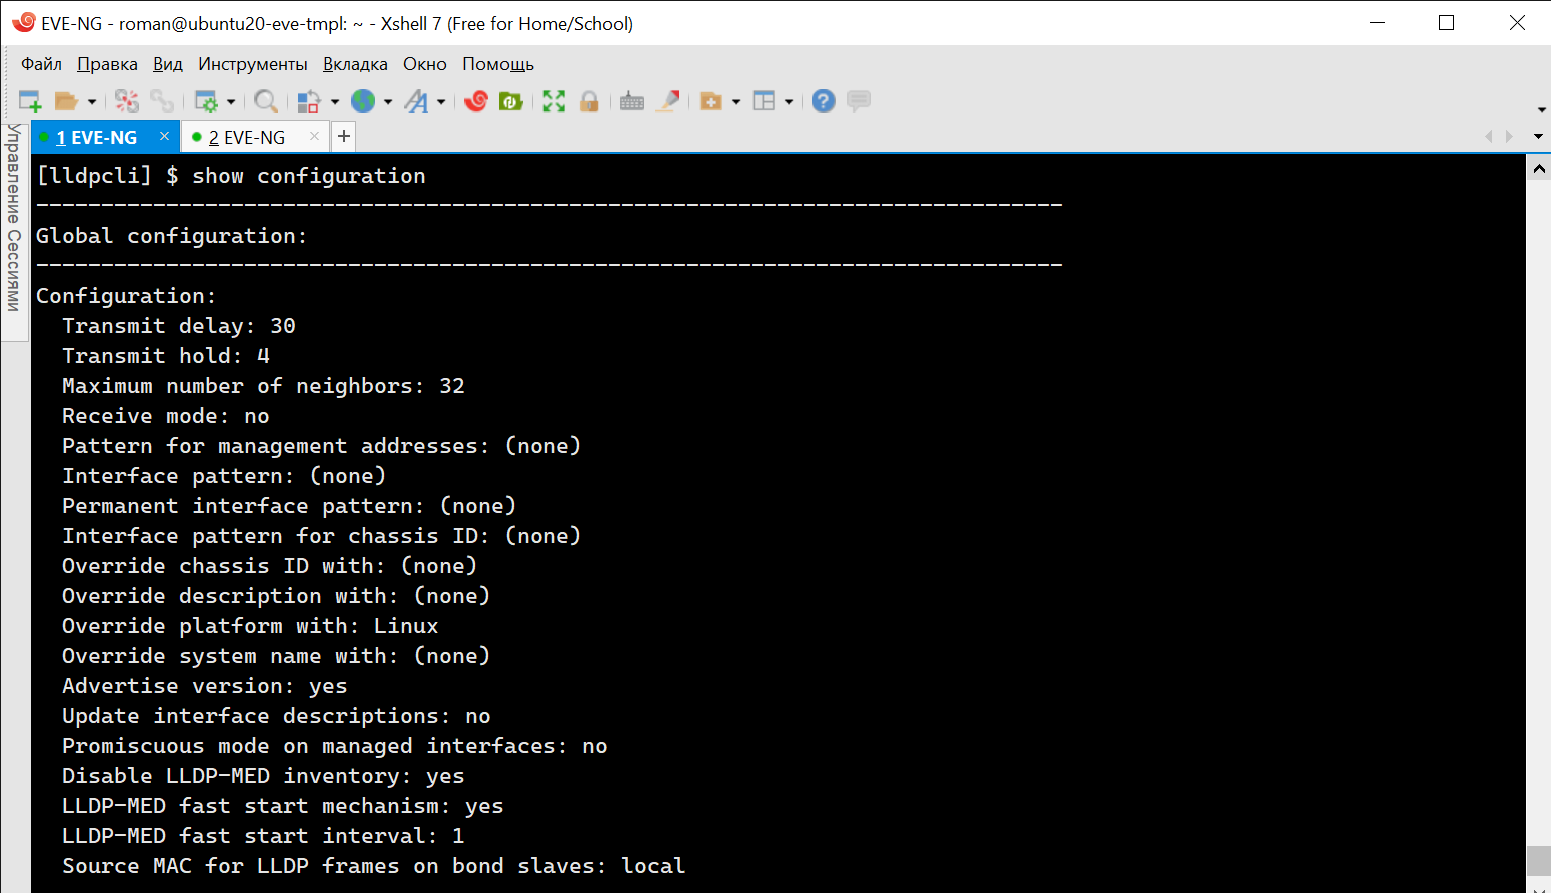 EVE-NG - roman@ubuntu20-eve-tmpl: ~ - Xshell 7 (Free for Home/School)
Файл Правка Вид Инструменты Вкладка Окно Помощь
1 EVE-NG × 2 EVE-NG × +
Управление Сессиями
[lldpcli] $ show configuration
-------------------------------------------------------------------------------
Global configuration:
-------------------------------------------------------------------------------
Configuration:
  Transmit delay: 30
  Transmit hold: 4
  Maximum number of neighbors: 32
  Receive mode: no
  Pattern for management addresses: (none)
  Interface pattern: (none)
  Permanent interface pattern: (none)
  Interface pattern for chassis ID: (none)
  Override chassis ID with: (none)
  Override description with: (none)
  Override platform with: Linux
  Override system name with: (none)
  Advertise version: yes
  Update interface descriptions: no
  Promiscuous mode on managed interfaces: no
  Disable LLDP-MED inventory: yes
  LLDP-MED fast start mechanism: yes
  LLDP-MED fast start interval: 1
  Source MAC for LLDP frames on bond slaves: local